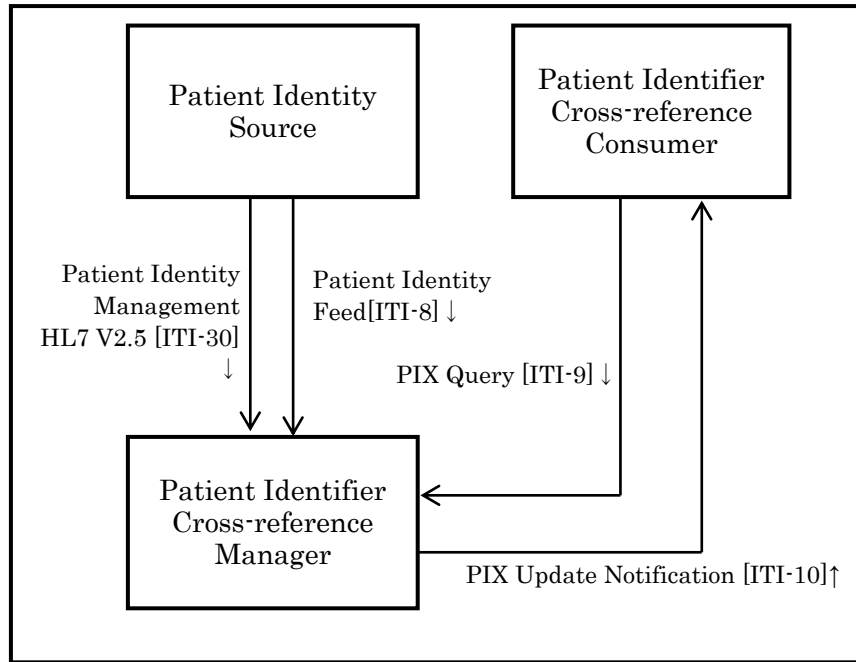 Patient Identity
Source
Patient Identifier
Cross-reference
Consumer
Patient Identity
Management
HL7 V2.5 [ITI-30]
↓
Patient Identity
Feed[ITI-8] ↓
PIX Query [ITI-9] ↓
Patient Identifier
Cross-reference
Manager
PIX Update Notification [ITI-10]↑